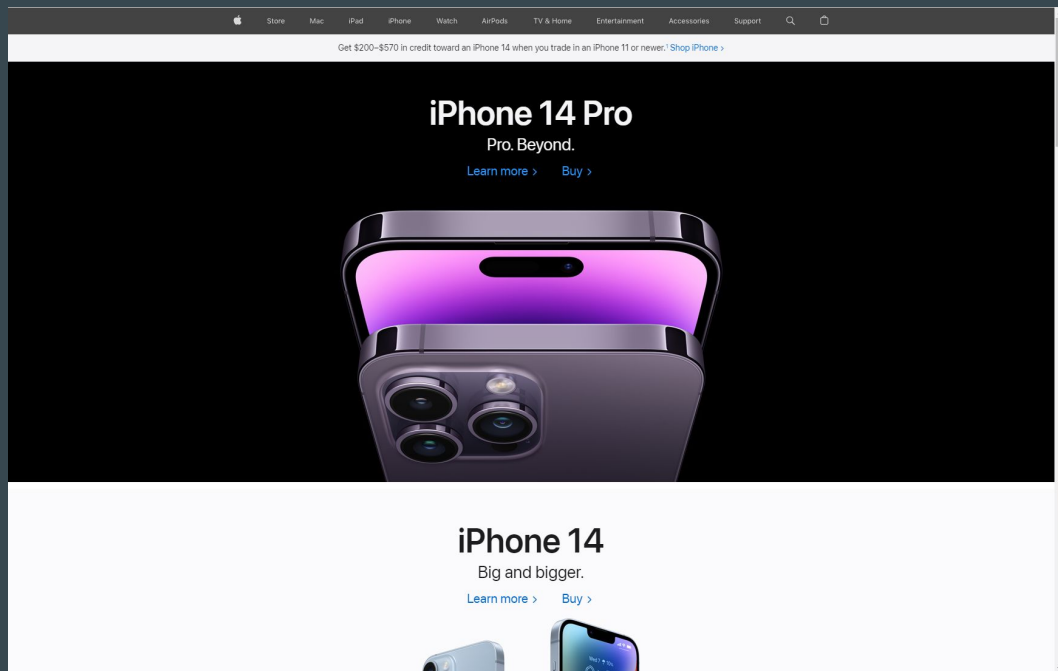 Store Mac iPad iPhone Watch AirPods TV & Home Entertainment Accessories Support
Get $200–$570 in credit toward an iPhone 14 when you trade in an iPhone 11 or newer.¹ Shop iPhone >
iPhone 14 Pro
Pro. Beyond.
Learn more > Buy >
iPhone 14
Big and bigger.
Learn more > Buy >